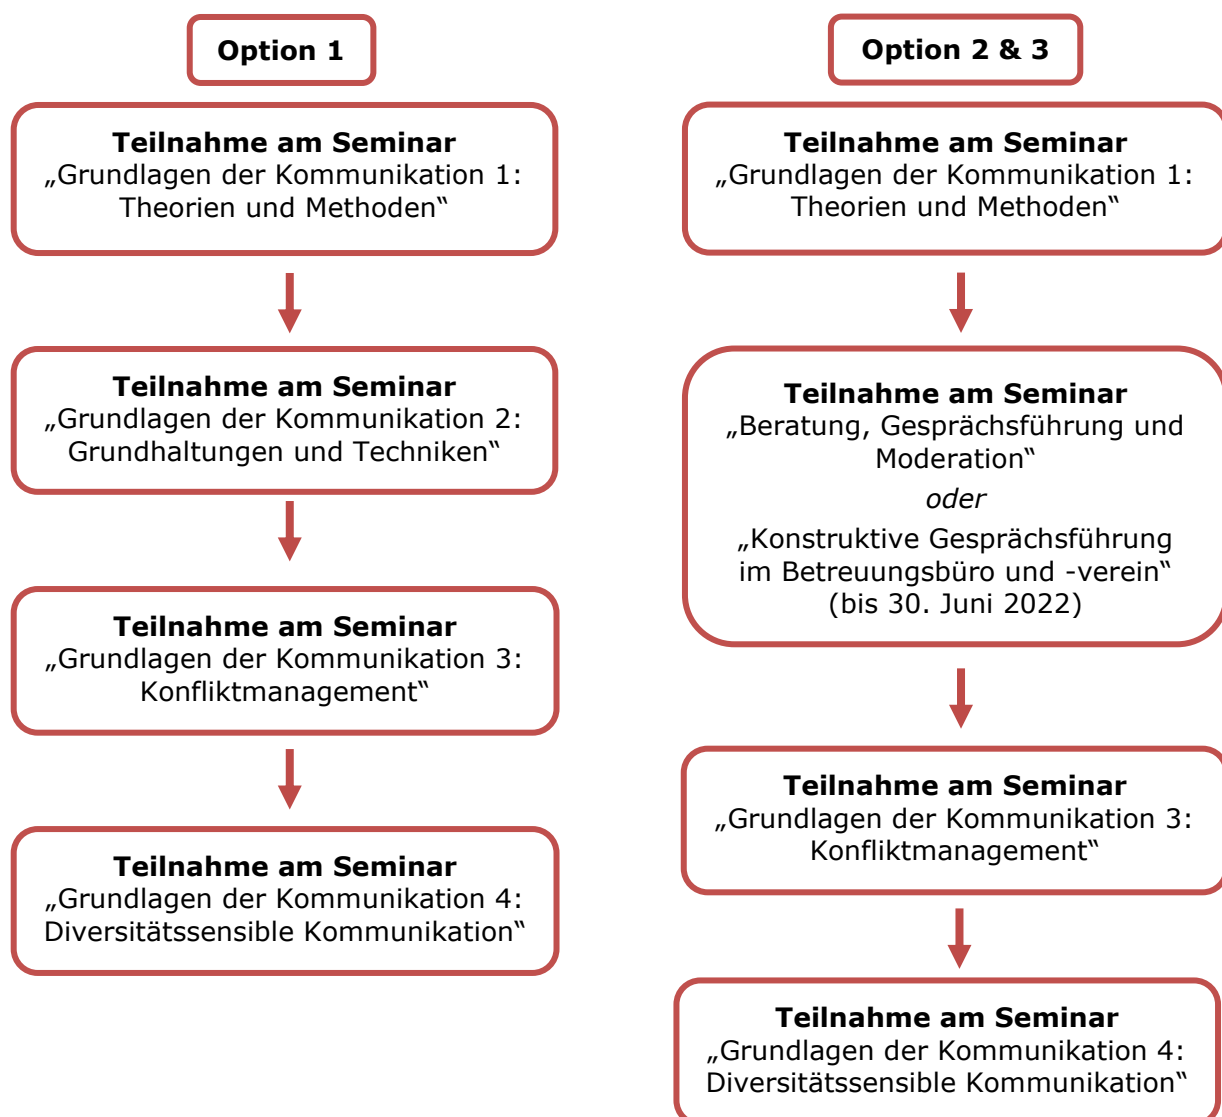 Option 1
Teilnahme am Seminar
„Grundlagen der Kommunikation 1:
Theorien und Methoden“
Teilnahme am Seminar
„Grundlagen der Kommunikation 2:
Grundhaltungen und Techniken“
Teilnahme am Seminar
„Grundlagen der Kommunikation 3:
Konfliktmanagement“
Teilnahme am Seminar
„Grundlagen der Kommunikation 4:
Diversitätssensible Kommunikation“
Option 2 & 3
Teilnahme am Seminar
„Grundlagen der Kommunikation 1:
Theorien und Methoden“
Teilnahme am Seminar
„Beratung, Gesprächsführung und
Moderation“
oder
„Konstruktive Gesprächsführung
im Betreuungsbüro und -verein“
(bis 30. Juni 2022)
Teilnahme am Seminar
„Grundlagen der Kommunikation 3:
Konfliktmanagement“
Teilnahme am Seminar
„Grundlagen der Kommunikation 4:
Diversitätssensible Kommunikation“